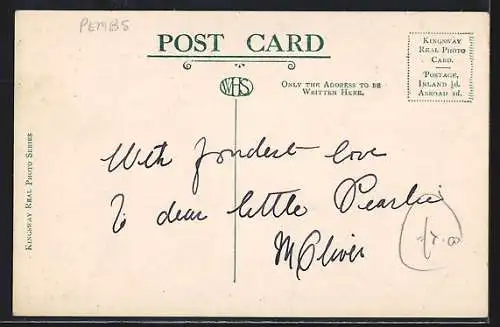 PEMBS
POST CARD
KINGSWAY
REAL PHOTO
CARD.
POSTAGE,
INLAND ½d.
ABROAD 1d.
WHS
ONLY THE ADDRESS TO BE
WRITTEN HERE.
KINGSWAY REAL PHOTO SERIES
With fondest love
To dear little Pearlie
M Oliver